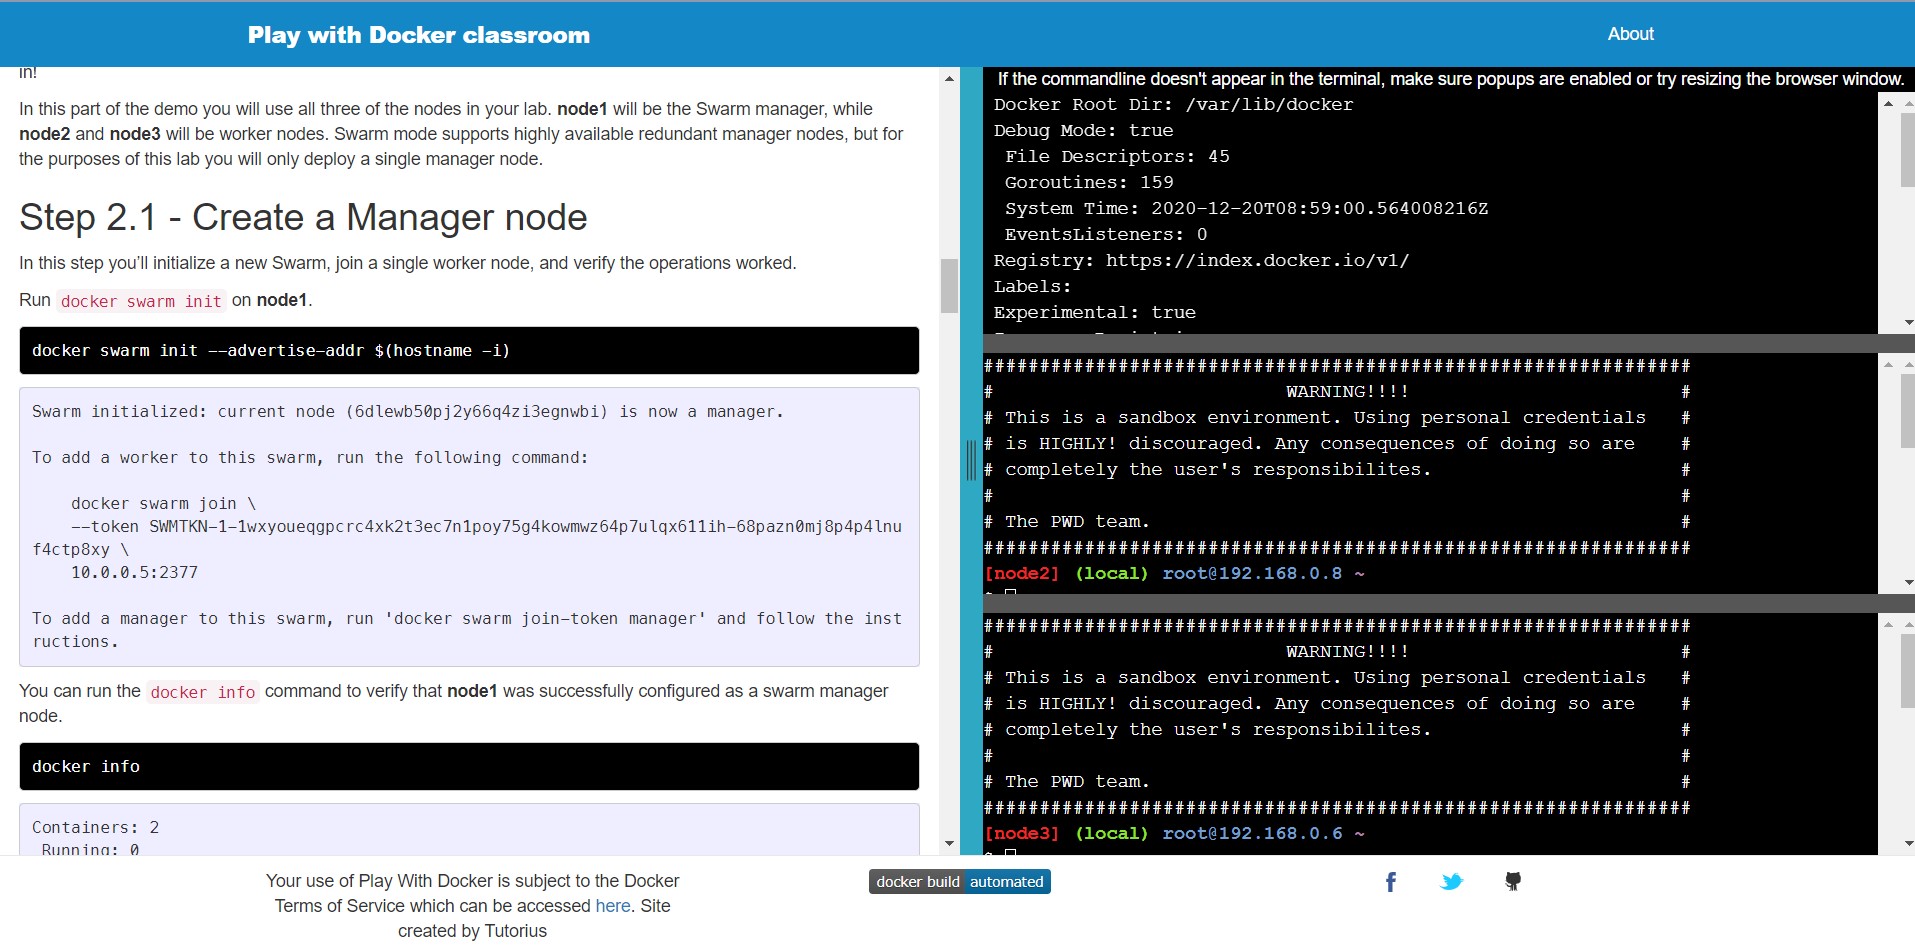 Play with Docker classroom
About
in!
In this part of the demo you will use all three of the nodes in your lab. node1 will be the Swarm manager, while
node2 and node3 will be worker nodes. Swarm mode supports highly available redundant manager nodes, but for
the purposes of this lab you will only deploy a single manager node.
Step 2.1 - Create a Manager node
In this step you’ll initialize a new Swarm, join a single worker node, and verify the operations worked.
Run docker swarm init on node1.
docker swarm init --advertise-addr $(hostname -i)
Swarm initialized: current node (6dlewb50pj2y66q4zi3egnwbi) is now a manager.
To add a worker to this swarm, run the following command:
docker swarm join \
--token SWMTKN-1-1wxyoueqgpcrc4xk2t3ec7n1poy75g4kowmwz64p7ulqx611ih-68pazn0mj8p4p4lnu
f4ctp8xy \
10.0.0.5:2377
To add a manager to this swarm, run 'docker swarm join-token manager' and follow the inst
ructions.
You can run the docker info command to verify that node1 was successfully configured as a swarm manager
node.
docker info
Containers: 2
Running: 0
If the commandline doesn't appear in the terminal, make sure popups are enabled or try resizing the browser window.
Docker Root Dir: /var/lib/docker
Debug Mode: true
File Descriptors: 45
Goroutines: 159
System Time: 2020-12-20T08:59:00.564008216Z
EventsListeners: 0
Registry: https://index.docker.io/v1/
Labels:
Experimental: true
###############################################################
# WARNING!!!! #
# This is a sandbox environment. Using personal credentials #
# is HIGHLY! discouraged. Any consequences of doing so are #
# completely the user's responsibilites. #
# #
# The PWD team. #
###############################################################
[node2] (local) root@192.168.0.8 ~
###############################################################
# WARNING!!!! #
# This is a sandbox environment. Using personal credentials #
# is HIGHLY! discouraged. Any consequences of doing so are #
# completely the user's responsibilites. #
# #
# The PWD team. #
###############################################################
[node3] (local) root@192.168.0.6 ~
Your use of Play With Docker is subject to the Docker
Terms of Service which can be accessed here. Site
created by Tutorius
docker build automated